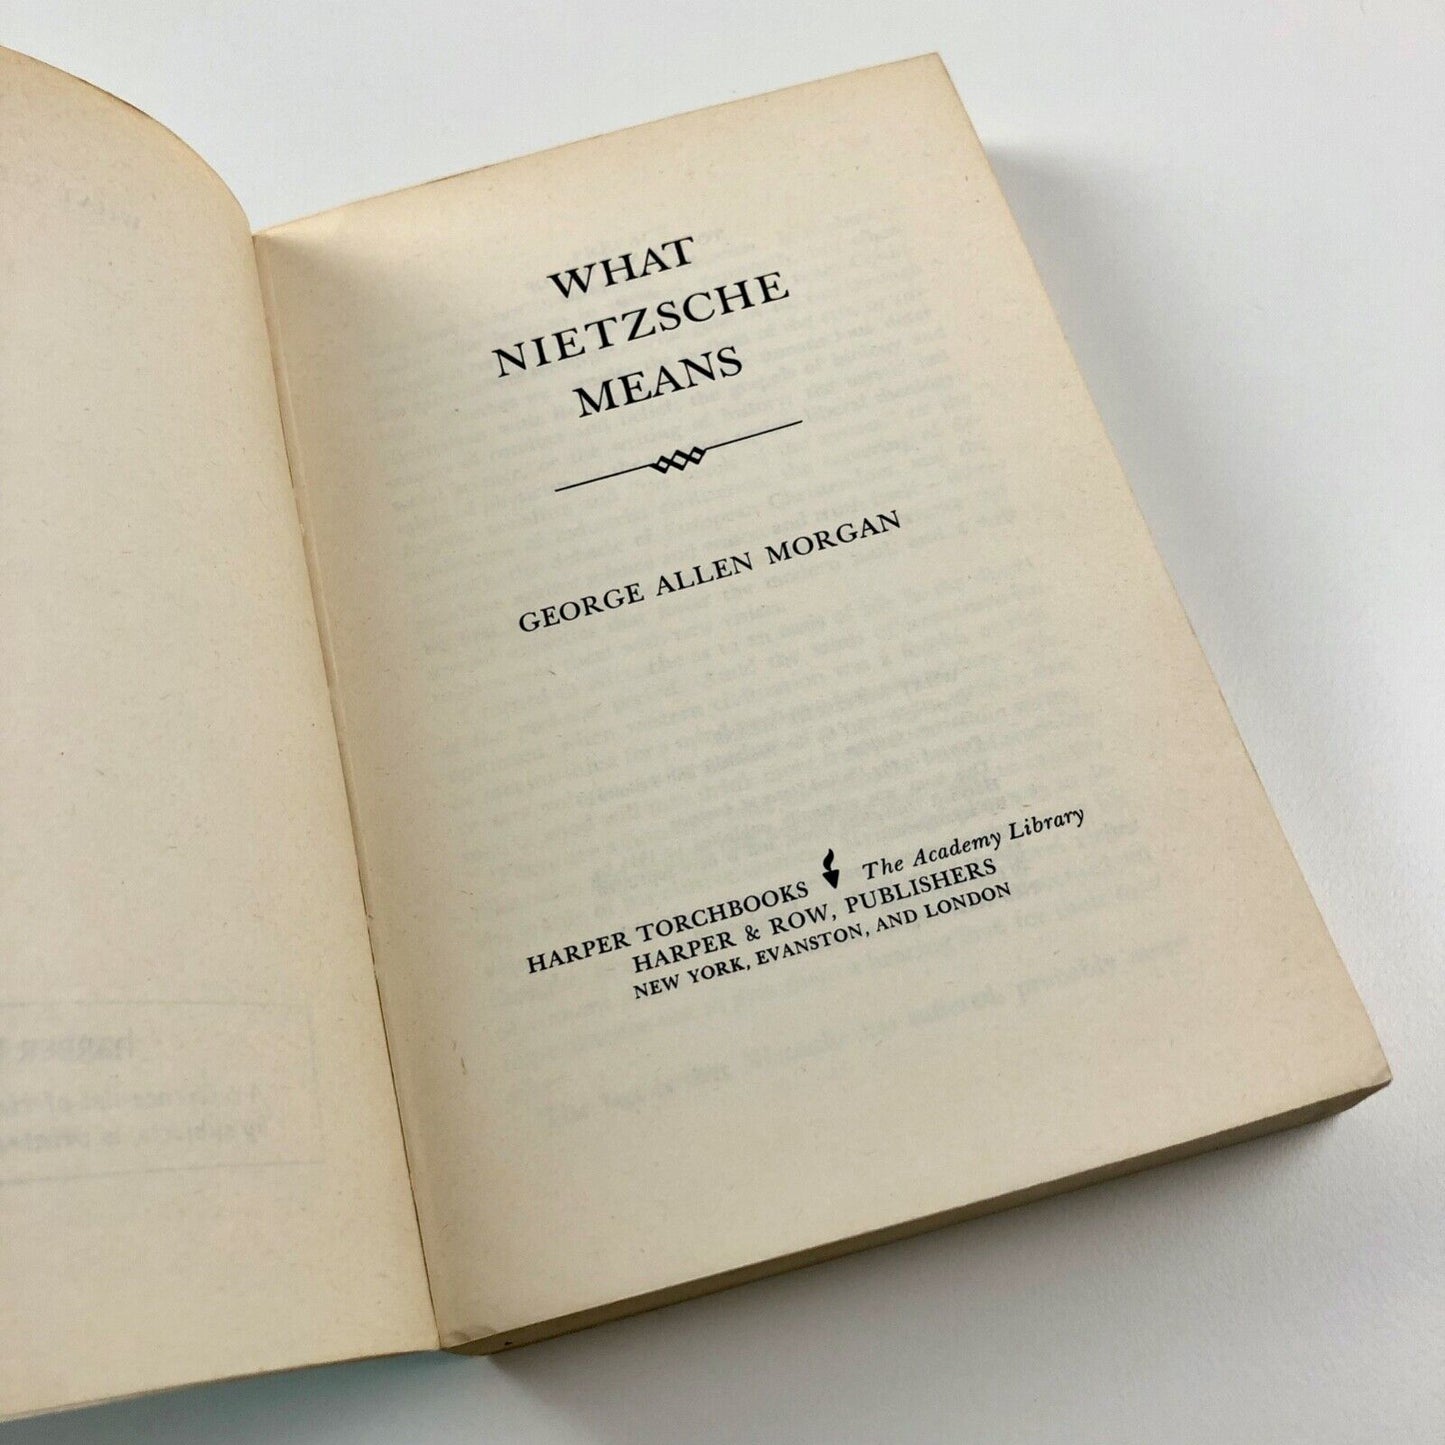 WHAT
NIETZSCHE
MEANS
GEORGE ALLEN MORGAN
HARPER TORCHBOOKS The Academy Library
HARPER & ROW, PUBLISHERS
NEW YORK, EVANSTON, AND LONDON